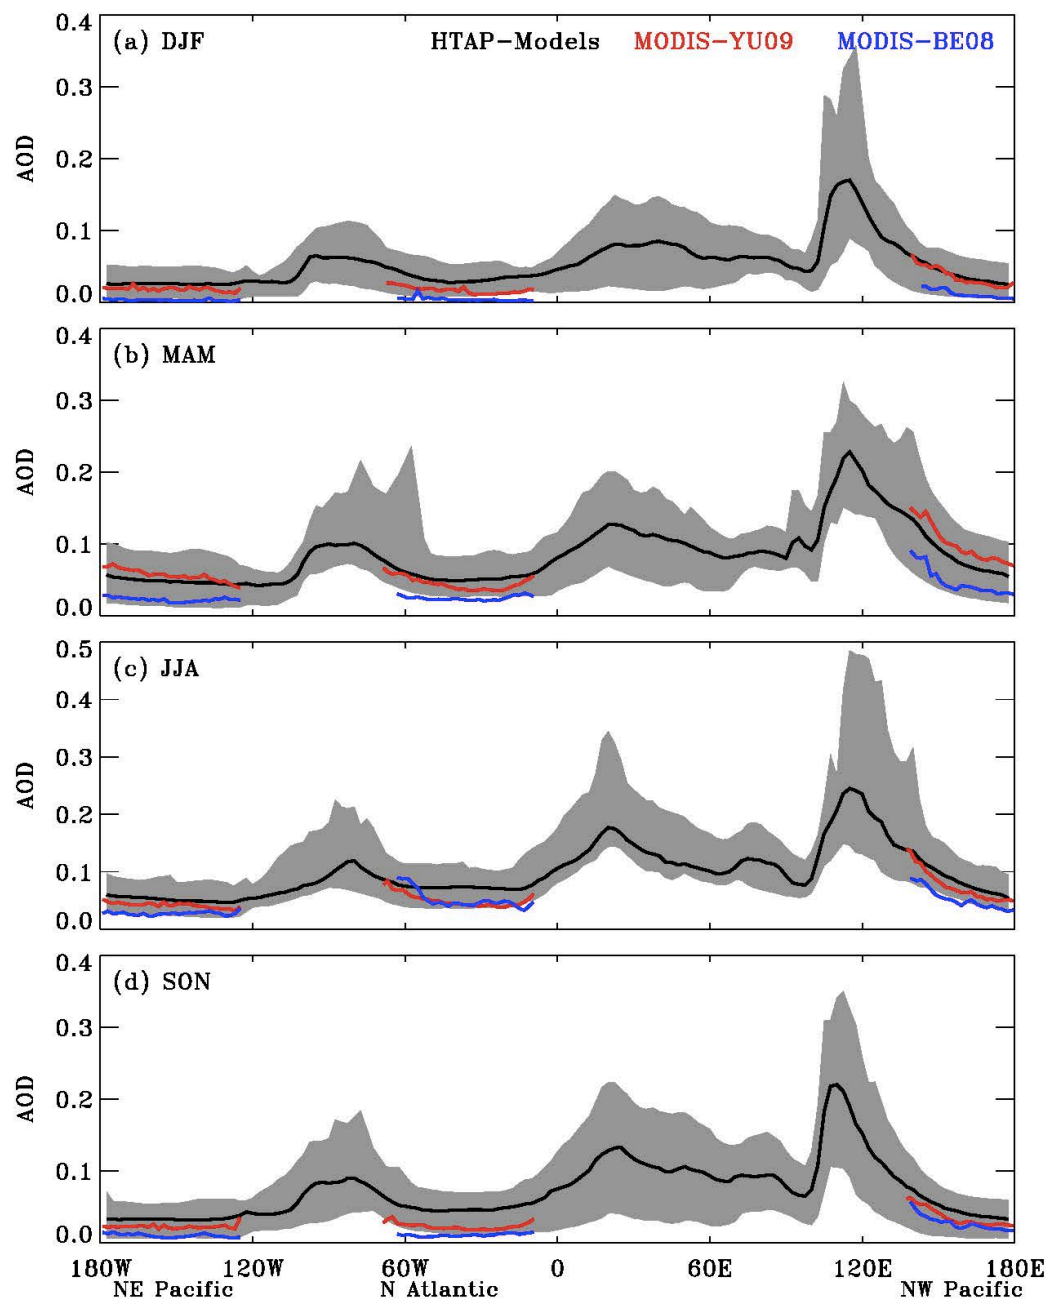 (a) DJF HTAP-Models MODIS-YU09 MODIS-BE08
0.4
0.3
0.2
0.1
0.0
AOD
(b) MAM
0.4
0.3
0.2
0.1
0.0
AOD
(c) JJA
0.5
0.4
0.3
0.2
0.1
0.0
AOD
(d) SON
0.4
0.3
0.2
0.1
0.0
AOD
180W 120W 60W 0 60E 120E 180E
NE Pacific N Atlantic NW Pacific